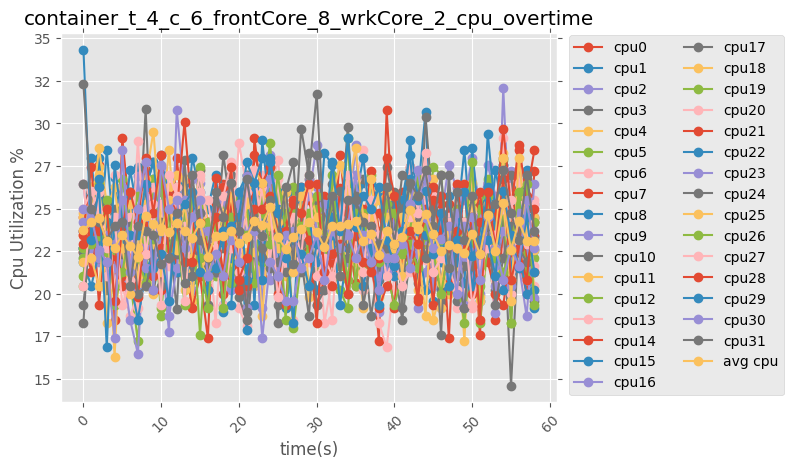 container_t_4_c_6_frontCore_8_wrkCore_2_cpu_overtime
Cpu Utilization %
35
32
30
27
25
22
20
17
15
0
10
20
30
40
50
60
time(s)
cpu0
cpu1
cpu2
cpu3
cpu4
cpu5
cpu6
cpu7
cpu8
cpu9
cpu10
cpu11
cpu12
cpu13
cpu14
cpu15
cpu16
cpu17
cpu18
cpu19
cpu20
cpu21
cpu22
cpu23
cpu24
cpu25
cpu26
cpu27
cpu28
cpu29
cpu30
cpu31
avg cpu